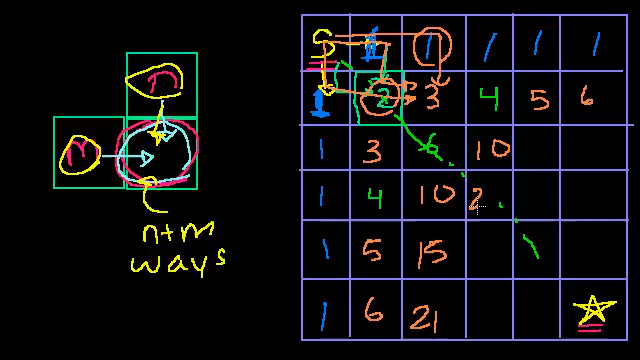 n
m
n+m
ways
S 1 1 1 1 1
1 2 3 4 5 6
1 3 6 10
1 4 10 2
1 5 15
1 6 21